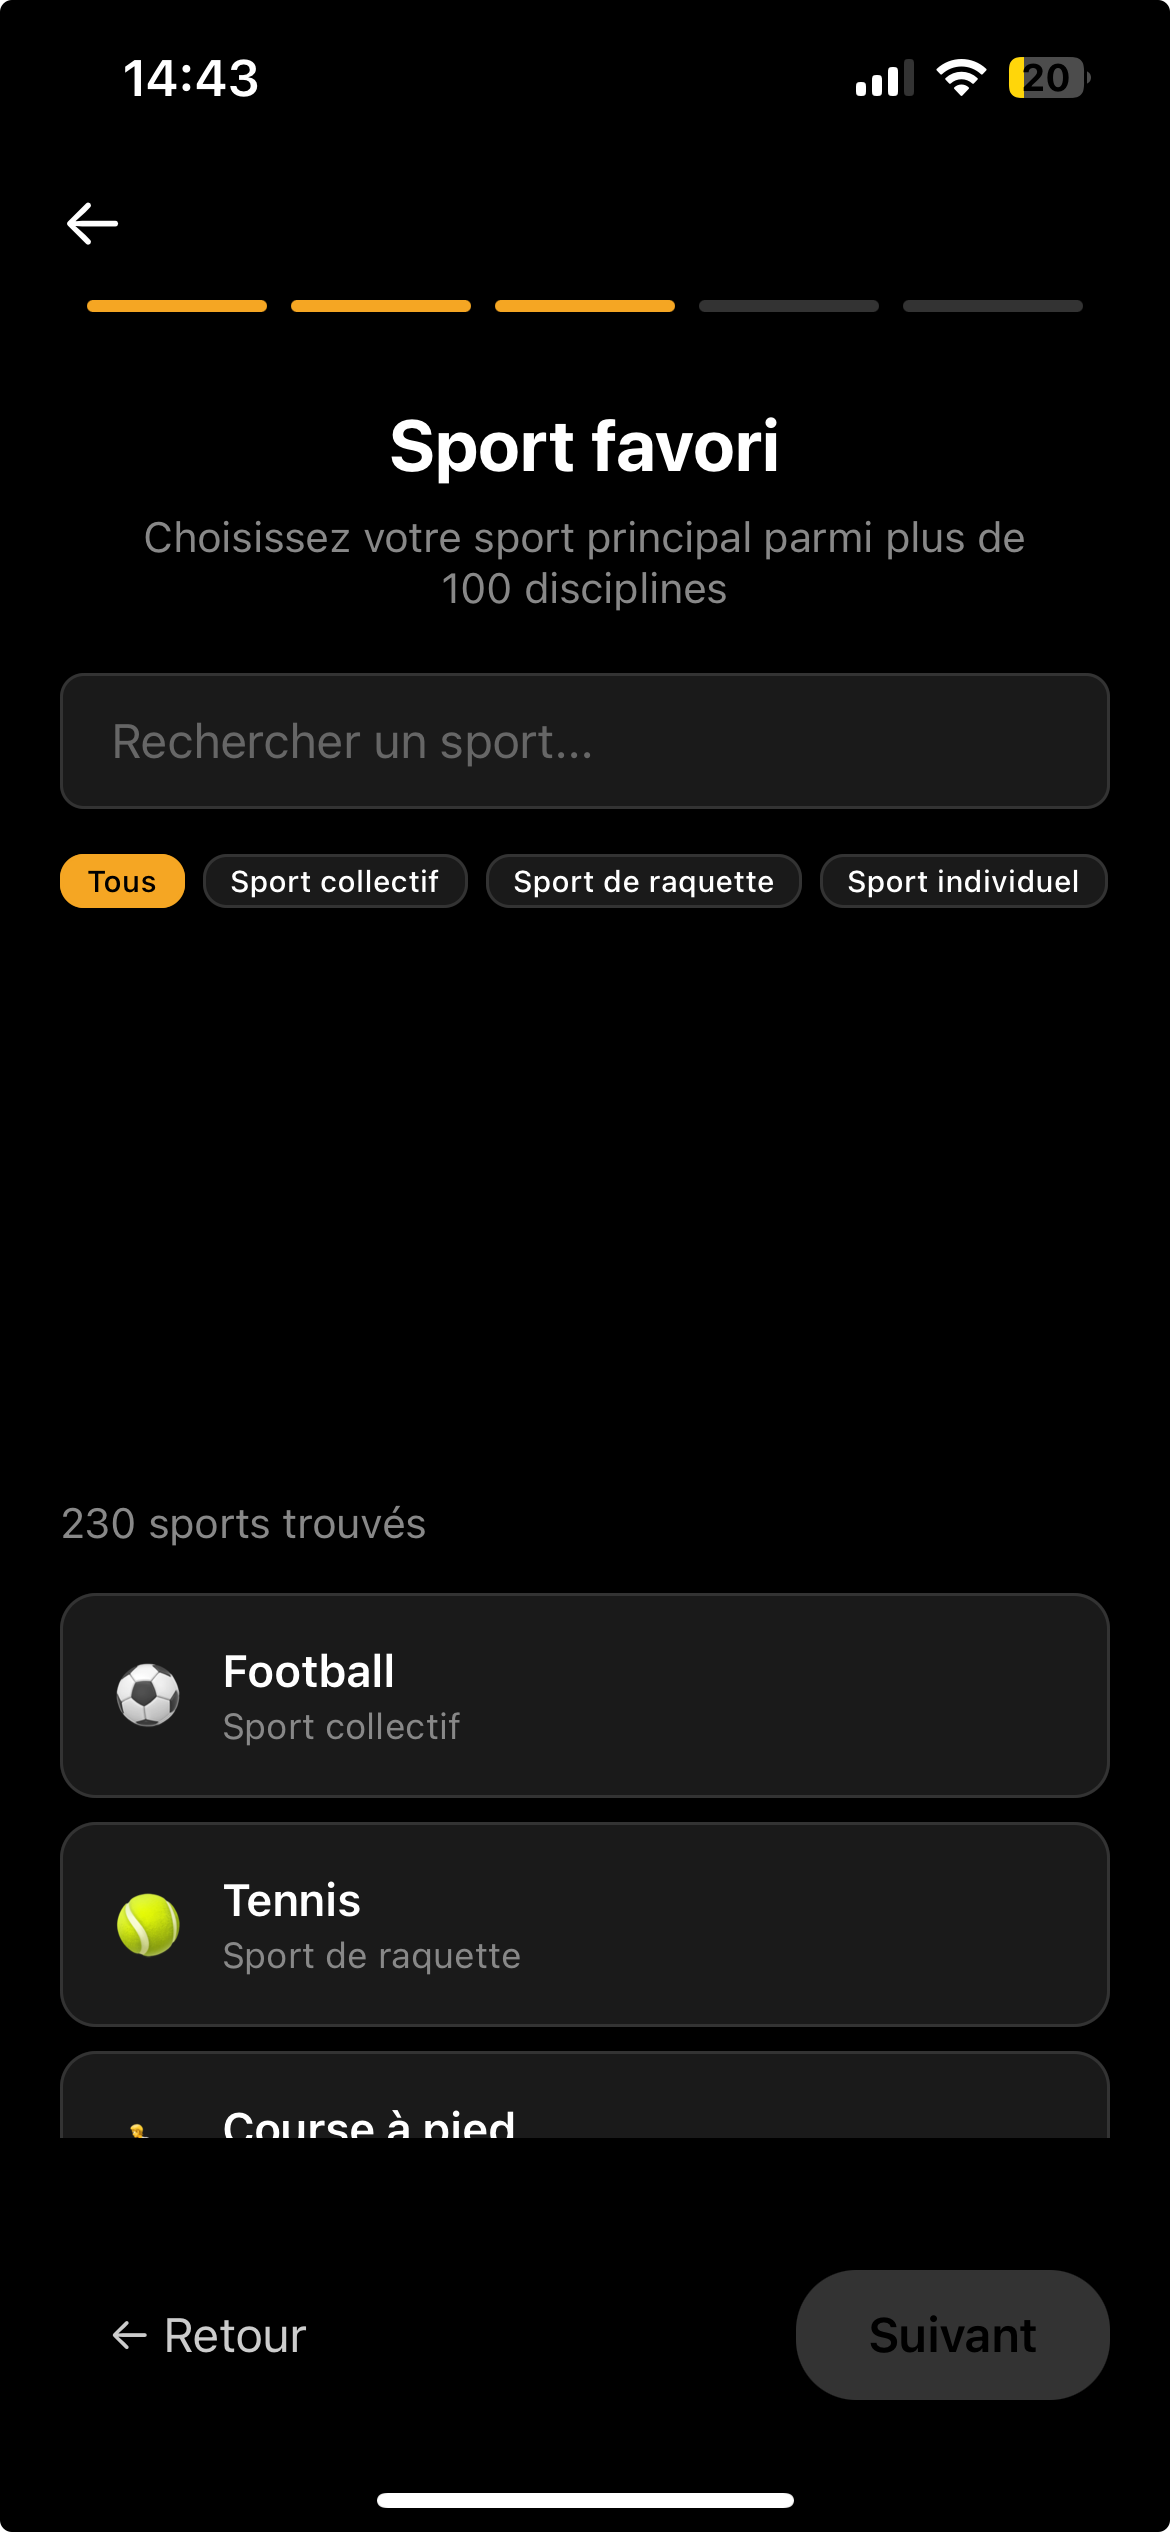 14:43
20
Sport favori
Choisissez votre sport principal parmi plus de
100 disciplines
Rechercher un sport...
Tous
Sport collectif
Sport de raquette
Sport individuel
230 sports trouvés
Football
Sport collectif
Tennis
Sport de raquette
Course à pied
← Retour
Suivant